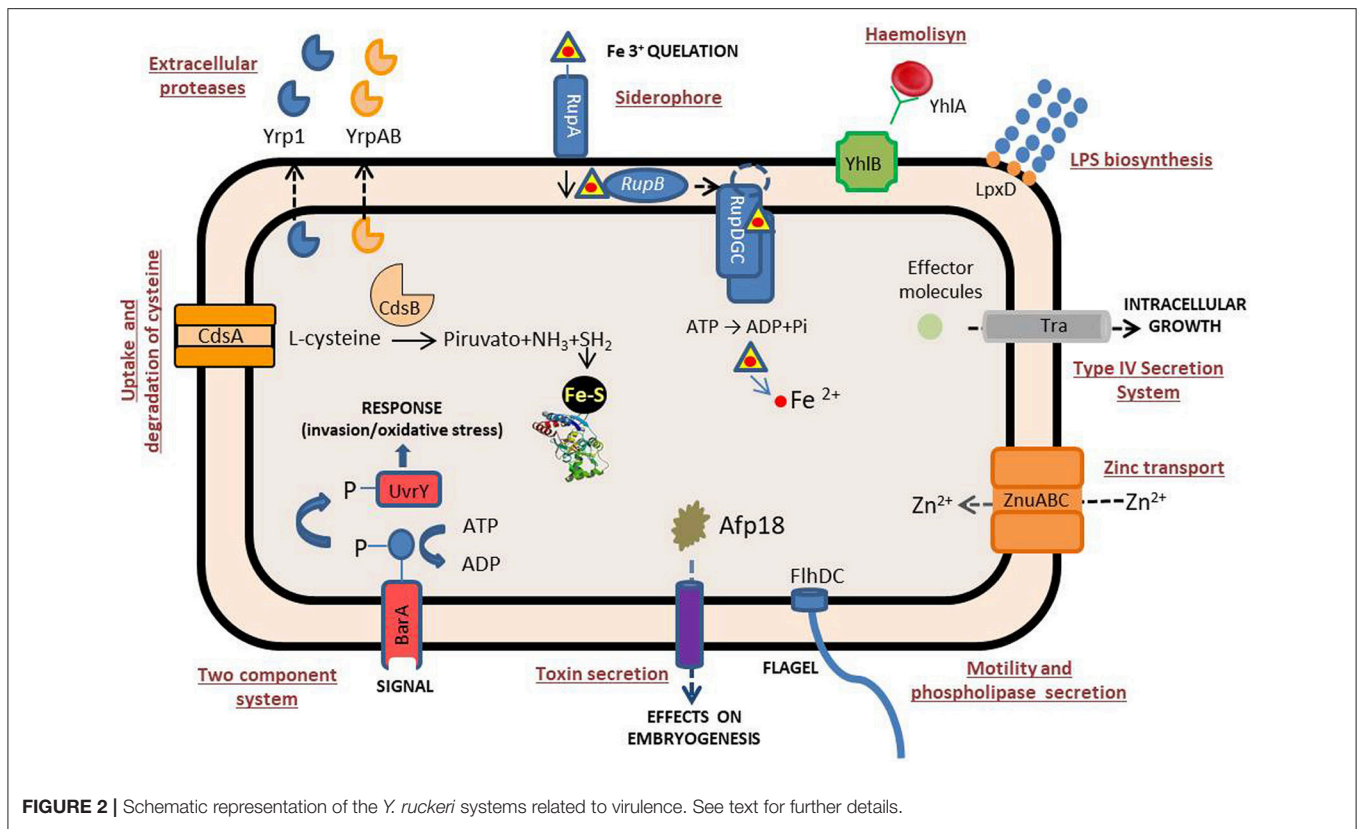 Extracellular
proteases
Yrp1
YrpAB
Fe 3+ QUELATION
Siderophore
RupA
RupB
RupDGC
Haemolisyn
YhlA
YhlB
LPS biosynthesis
LpxD
Uptake and
degradation of cysteine
CdsA
CdsB
L-cysteine
Piruvato+NH₃+SH₂
Fe-S
ATP → ADP+Pi
Fe 2+
Effector
molecules
Tra
INTRACELLULAR
GROWTH
Type IV Secretion
System
RESPONSE
(invasion/oxidative stress)
P
UvrY
P
ATP
ADP
BarA
SIGNAL
Two component
system
Afp18
Toxin secretion
EFFECTS ON
EMBRYOGENESIS
FlhDC
FLAGEL
Motility and
phospholipase secretion
Zinc transport
Zn²⁺
ZnuABC
Zn²⁺
FIGURE 2 | Schematic representation of the Y. ruckeri systems related to virulence. See text for further details.